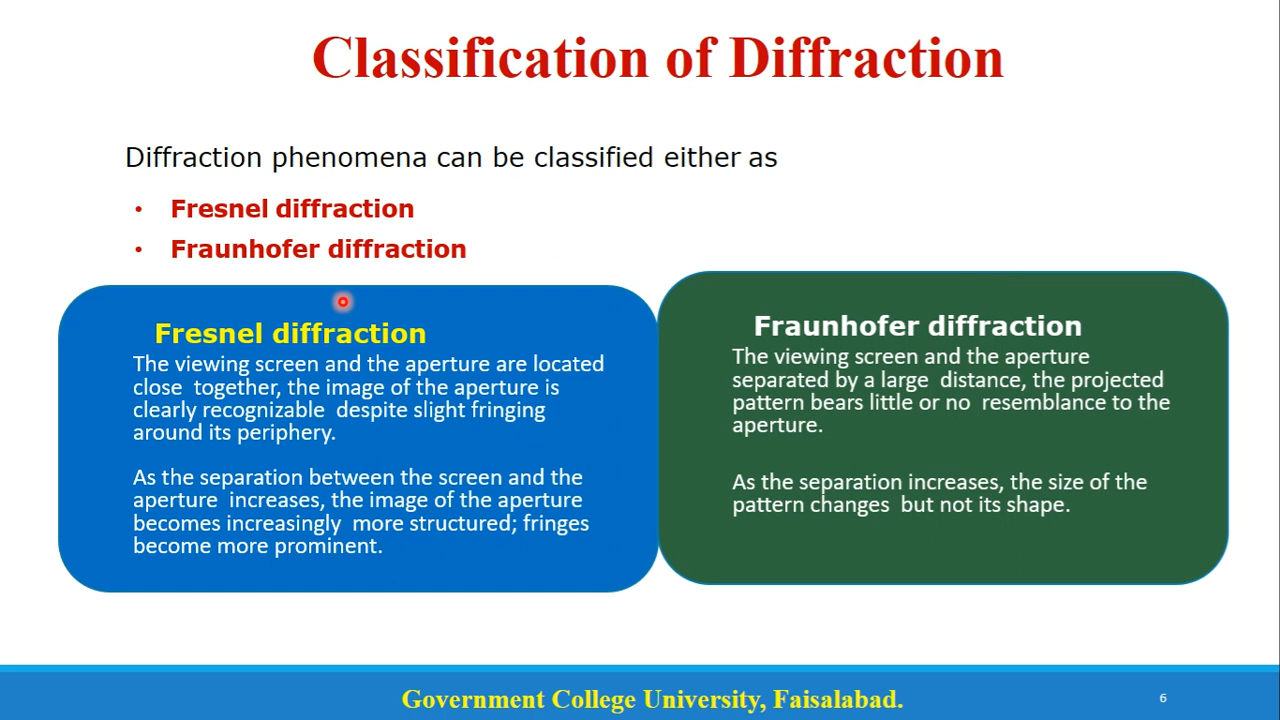 Classification of Diffraction
Diffraction phenomena can be classified either as
• Fresnel diffraction
• Fraunhofer diffraction
Fresnel diffraction
The viewing screen and the aperture are located
close together, the image of the aperture is
clearly recognizable despite slight fringing
around its periphery.
As the separation between the screen and the
aperture increases, the image of the aperture
becomes increasingly more structured; fringes
become more prominent.
Fraunhofer diffraction
The viewing screen and the aperture
separated by a large distance, the projected
pattern bears little or no resemblance to the
aperture.
As the separation increases, the size of the
pattern changes but not its shape.
Government College University, Faisalabad.
6